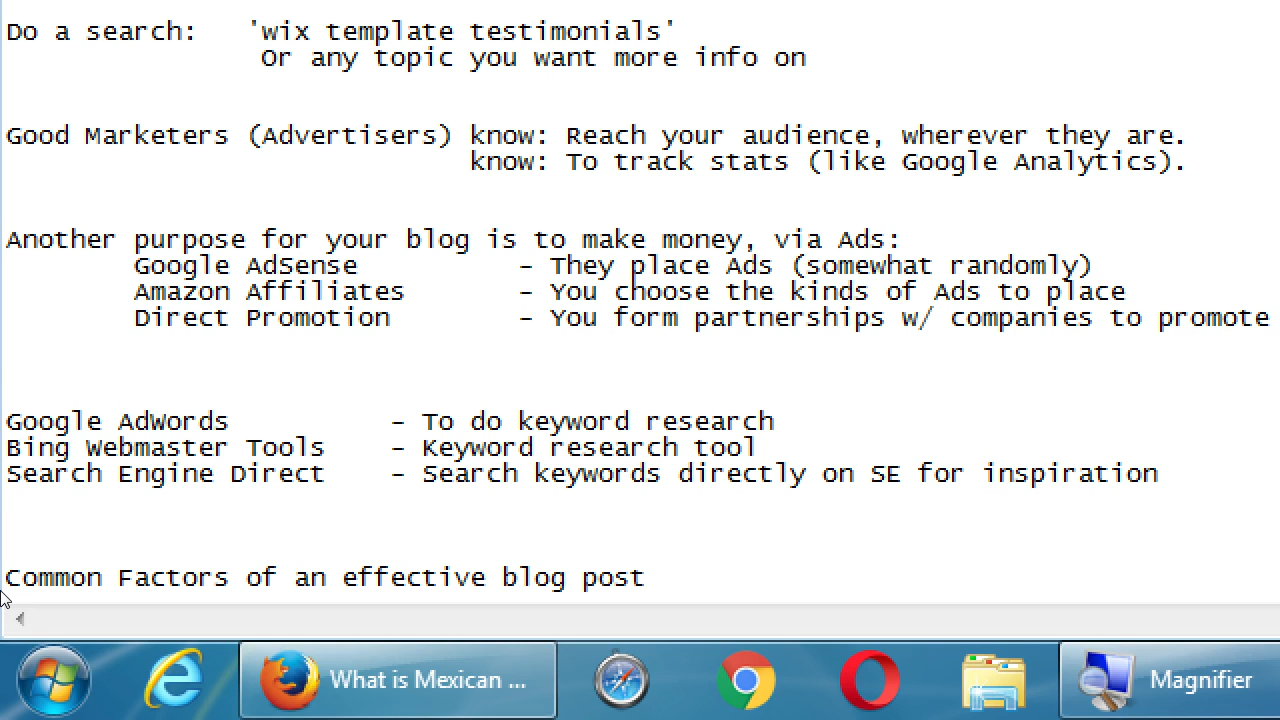 Do a search:   'wix template testimonials'
Or any topic you want more info on
Good Marketers (Advertisers) know: Reach your audience, wherever they are.
know: To track stats (like Google Analytics).
Another purpose for your blog is to make money, via Ads:
Google AdSense          - They place Ads (somewhat randomly)
Amazon Affiliates       - You choose the kinds of Ads to place
Direct Promotion        - You form partnerships w/ companies to promote
Google AdWords          - To do keyword research
Bing Webmaster Tools    - Keyword research tool
Search Engine Direct    - Search keywords directly on SE for inspiration
Common Factors of an effective blog post
What is Mexican ...
Magnifier